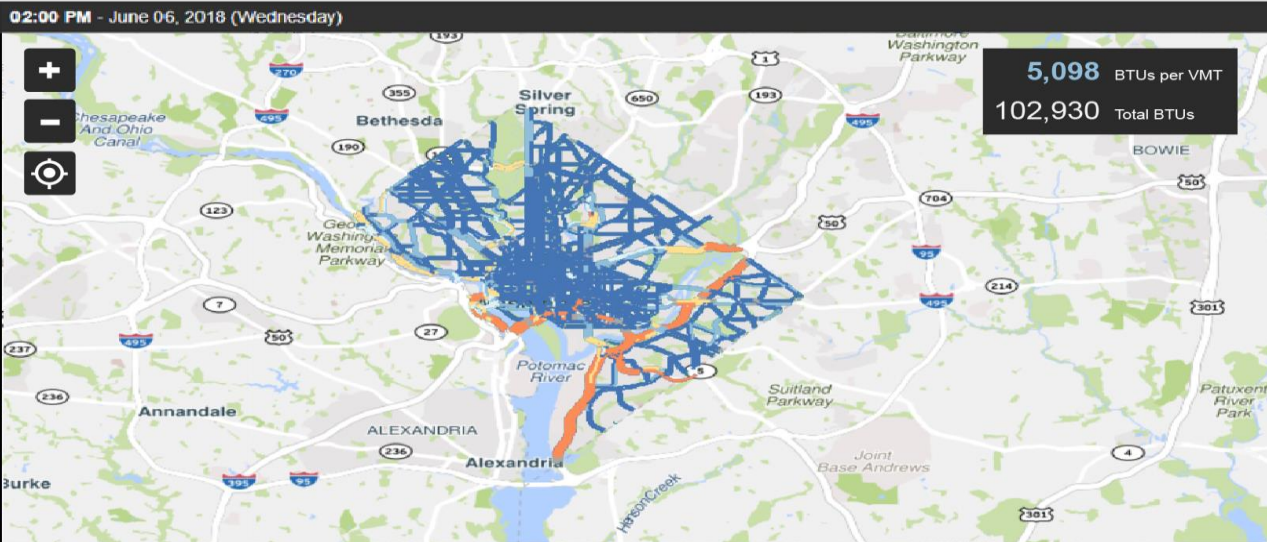 02:00 PM - June 06, 2018 (Wednesday)
+
−
5,098 BTUs per VMT
102,930 Total BTUs
193
Baltimore
Washington
Parkway
1
270
355
Silver
Spring
650
193
495
Chesapeake
And Ohio
Canal
495
Bethesda
190
BOWIE
50
704
123
50
George
Washing
Memorial
Parkway
95
214
7
495
301
495
50
27
237
Potomac
River
5
236
Suitland
Parkway
Patuxent
River
Park
Annandale
ALEXANDRIA
236
Alexandria
Joint
Base Andrews
4
Burke
395
95
301